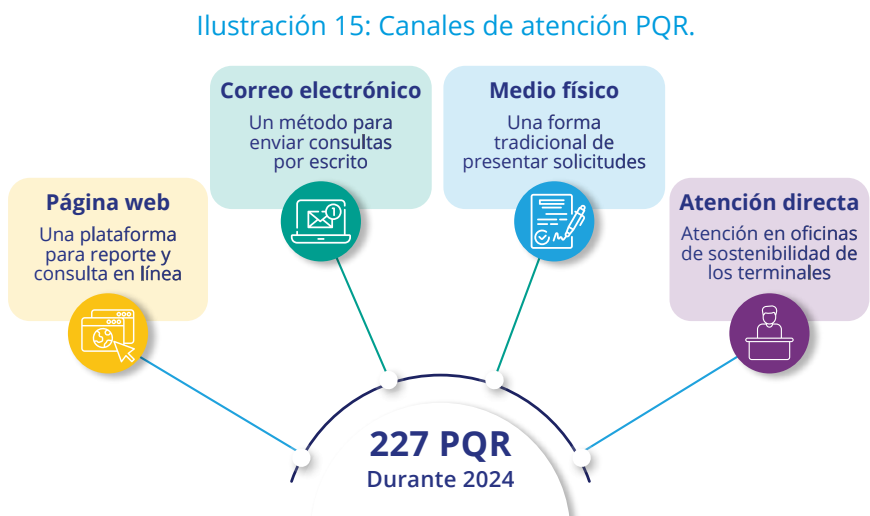 Ilustración 15: Canales de atención PQR.
Página web
Una plataforma
para reporte y
consulta en línea
Correo electrónico
Un método para
enviar consultas
por escrito
1
Medio físico
Una forma
tradicional de
presentar solicitudes
Atención directa
Atención en oficinas
de sostenibilidad de
los terminales
227 PQR
Durante 2024